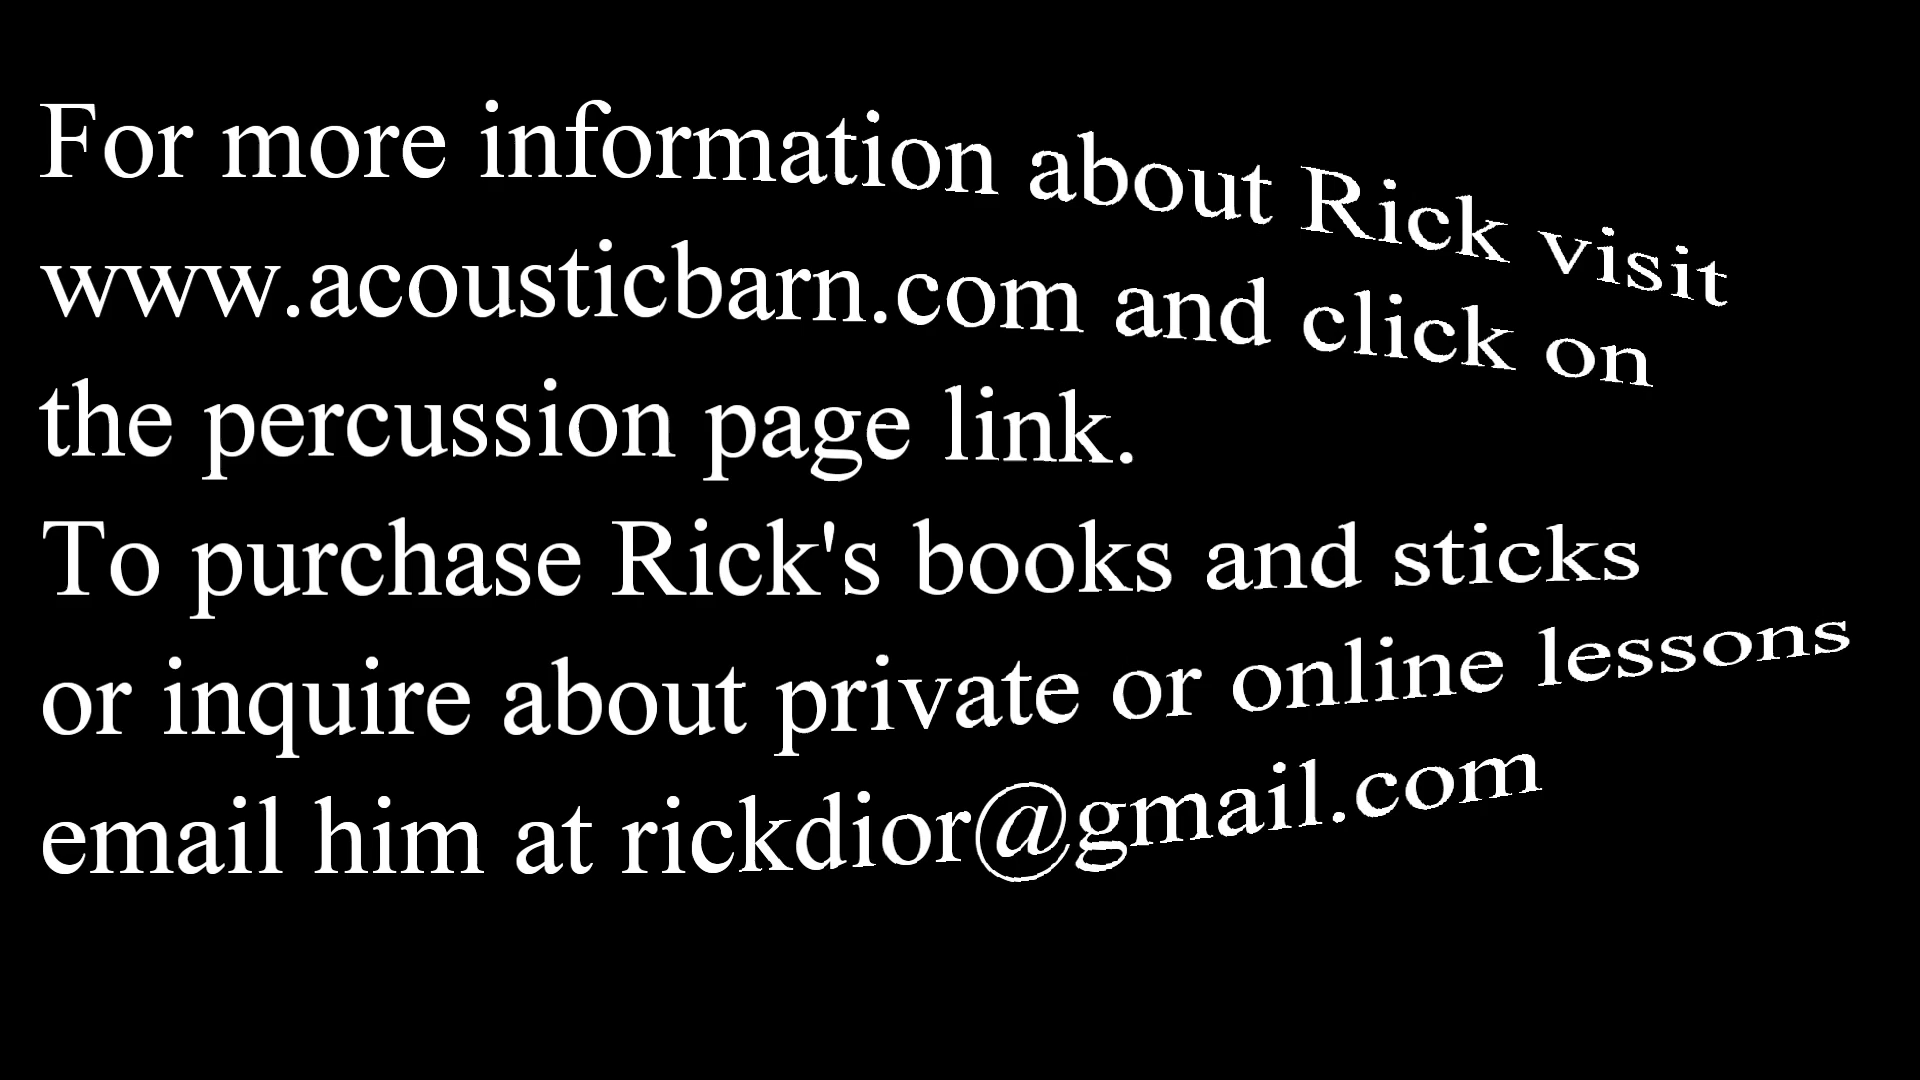 For more information about Rick visit
www.acousticbarn.com and click on
the percussion page link.
To purchase Rick's books and sticks
or inquire about private or online lessons
email him at rickdior@gmail.com